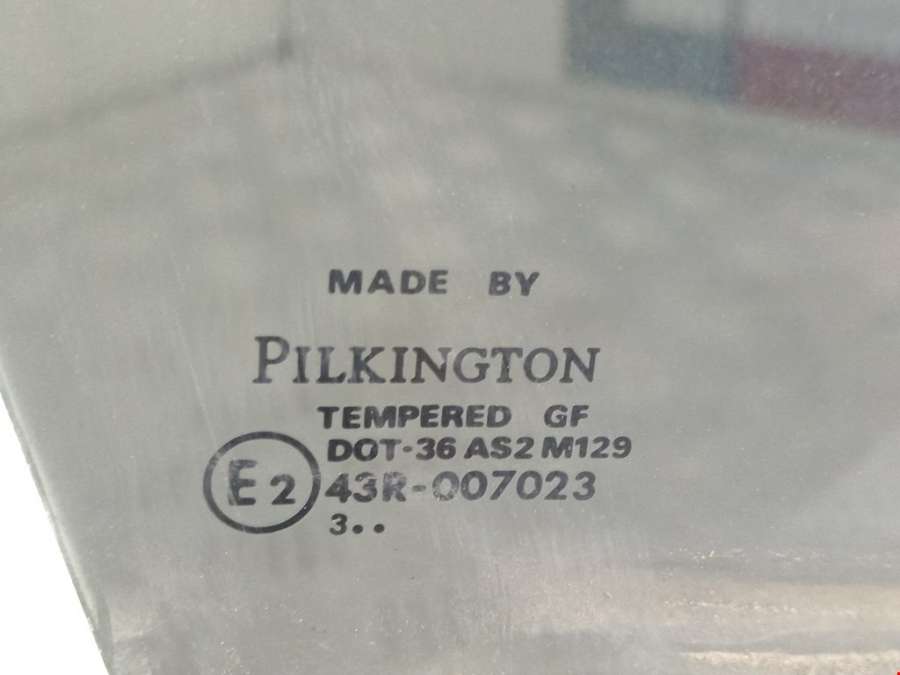 MADE BY
PILKINGTON
TEMPERED GF
DOT-36 AS2 M129
E2 43R-007023
3..